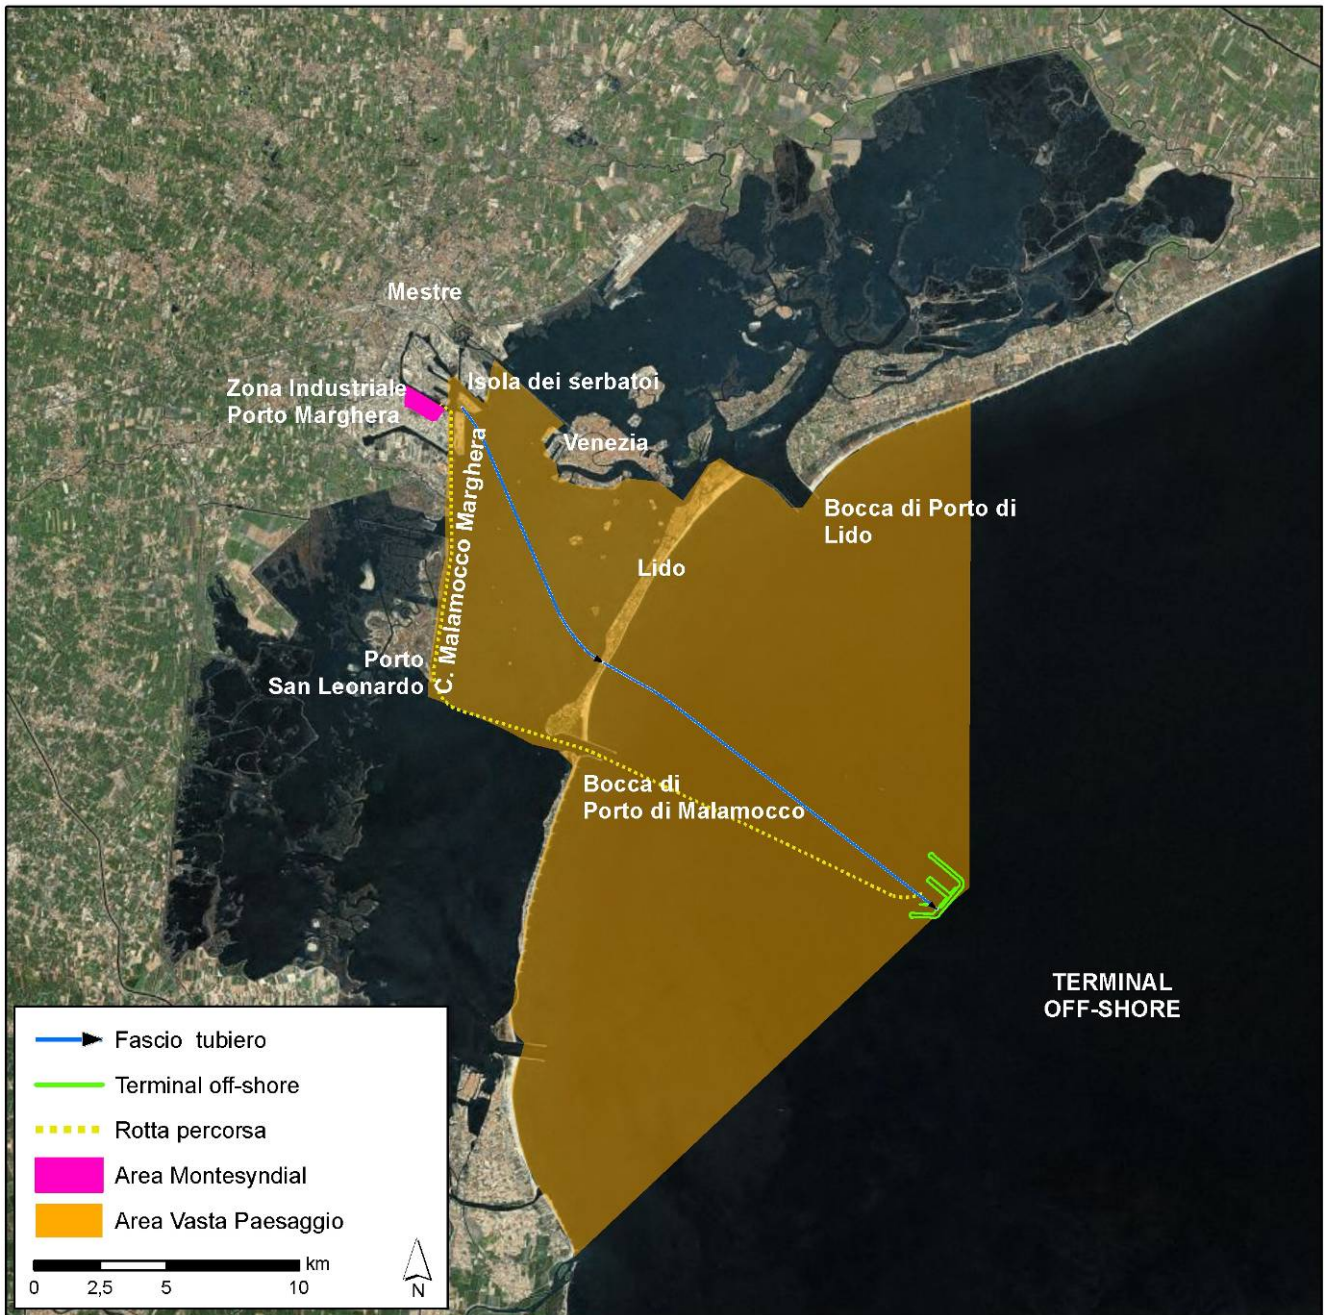 Mestre
Zona Industriale
Porto Marghera
Isola dei serbatoi
Venezia
C. Malamocco Marghera
Bocca di Porto di
Lido
Lido
Porto
San Leonardo
Bocca di
Porto di Malamocco
TERMINAL
OFF-SHORE
Fascio tubiero
Terminal off-shore
Rotta percorsa
Area Montesyndial
Area Vasta Paesaggio
km
0 2,5 5 10
N